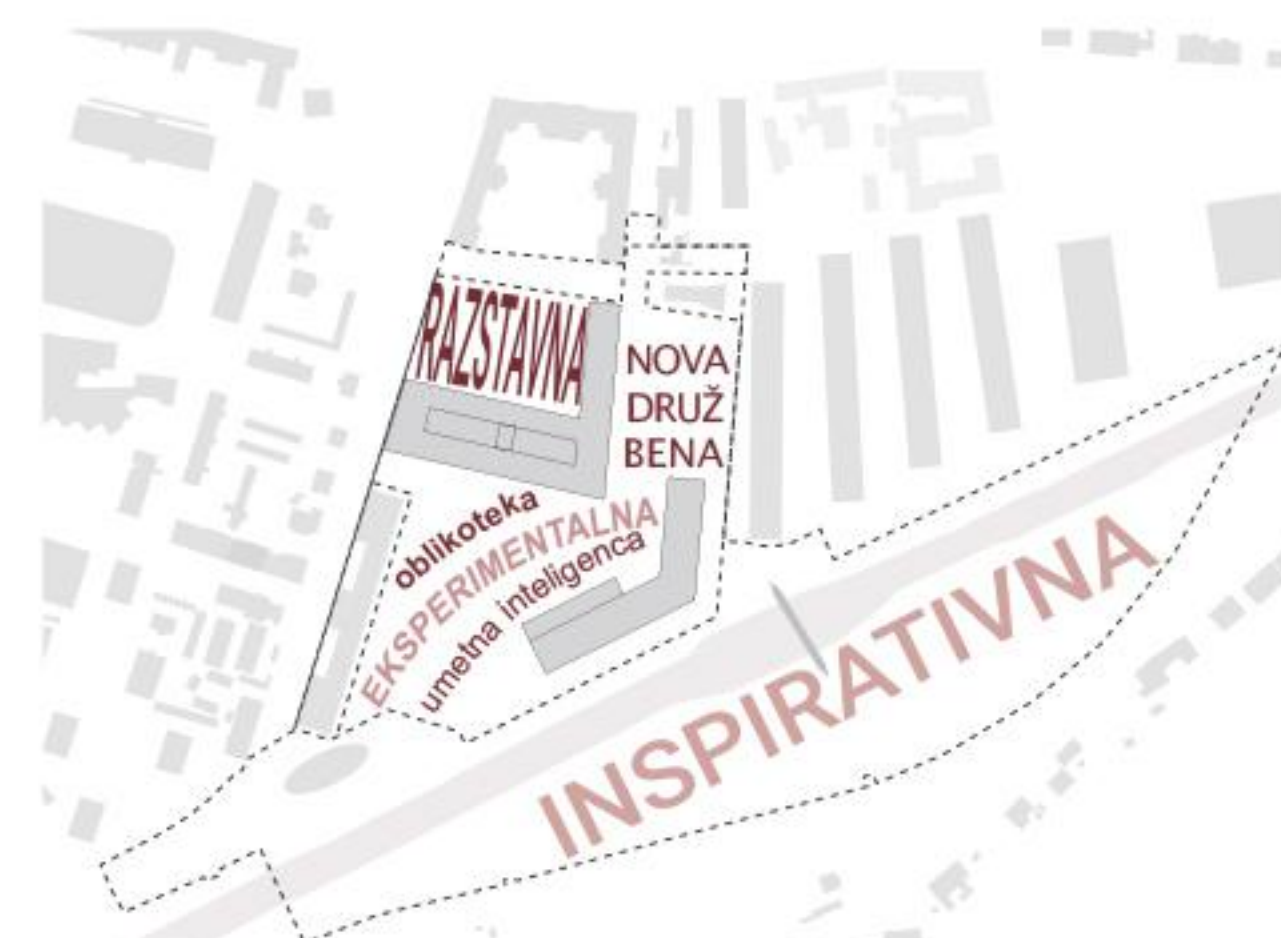 RAZSTAVNA
NOVA
DRUŽ
BENA
oblikoteka
EKSPERIMENTALNA
umetna inteligenca
INSPIRATIVNA